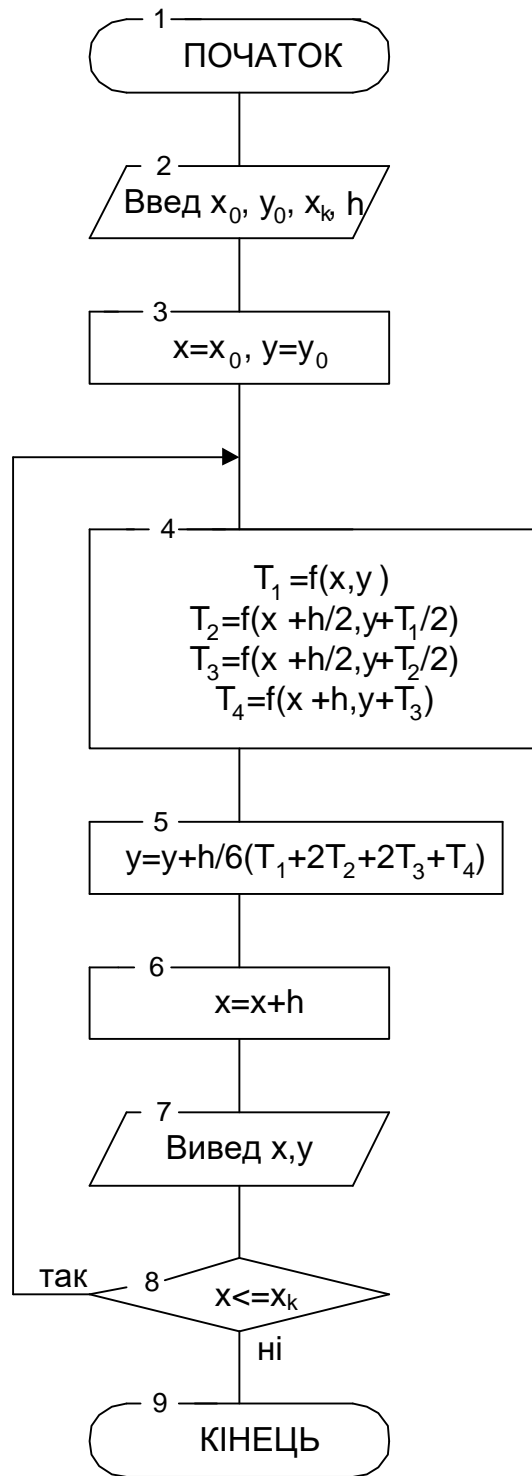 1
ПОЧАТОК
2
Введ x₀, y₀, xₖ, h
3
x=x₀, y=y₀
4
T₁=f(x,y )
T₂=f(x +h/2,y+T₁/2)
T₃=f(x +h/2,y+T₂/2)
T₄=f(x +h,y+T₃)
5
y=y+h/6(T₁+2T₂+2T₃+T₄)
6
x=x+h
7
Вивед x,y
так
8
x<=xₖ
ні
9
КІНЕЦЬ